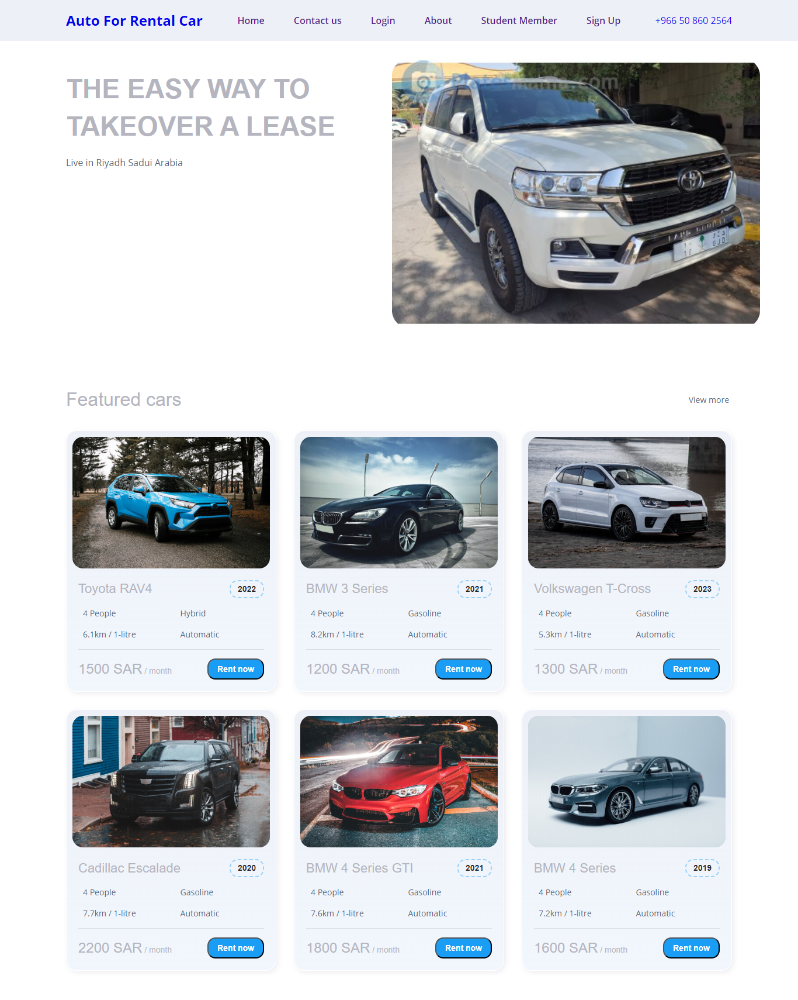 Auto For Rental Car Home Contact us Login About Student Member Sign Up +966 50 860 2564
THE EASY WAY TO
TAKEOVER A LEASE
Live in Riyadh Sadui Arabia
Featured cars View more
Toyota RAV4 2022
4 People Hybrid
6.1km / 1-litre Automatic
1500 SAR / month Rent now
BMW 3 Series 2021
4 People Gasoline
8.2km / 1-litre Automatic
1200 SAR / month Rent now
Volkswagen T-Cross 2023
4 People Gasoline
5.3km / 1-litre Automatic
1300 SAR / month Rent now
Cadillac Escalade 2020
4 People Gasoline
7.7km / 1-litre Automatic
2200 SAR / month Rent now
BMW 4 Series GTI 2021
4 People Gasoline
7.6km / 1-litre Automatic
1800 SAR / month Rent now
BMW 4 Series 2019
4 People Gasoline
7.2km / 1-litre Automatic
1600 SAR / month Rent now